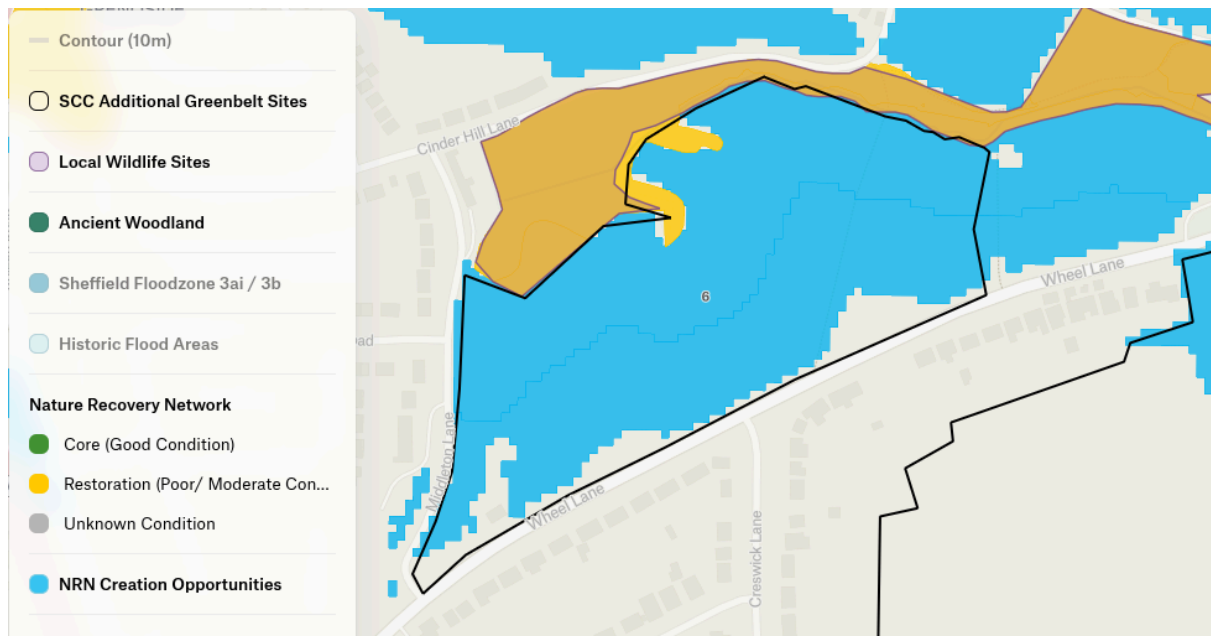 Contour (10m)
SCC Additional Greenbelt Sites
Local Wildlife Sites
Ancient Woodland
Sheffield Floodzone 3ai / 3b
Historic Flood Areas
Nature Recovery Network
Core (Good Condition)
Restoration (Poor/ Moderate Con...
Unknown Condition
NRN Creation Opportunities
Cinder Hill Lane
6
Wheel Lane
Middleton Lane
Wheel Lane
Creswick Lane